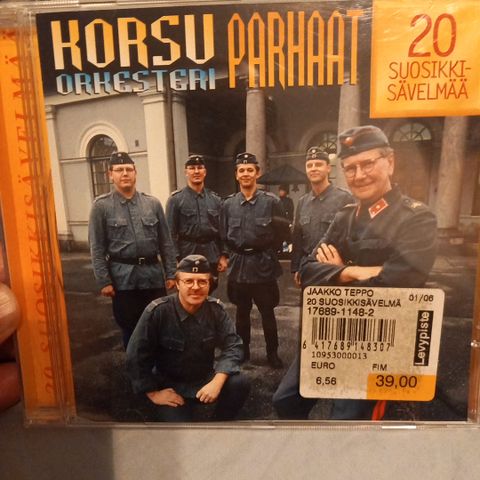 KORSU
ORKESTERI
PARHAAT
20
SUOSIKKI-
SÄVELMÄÄ
20 SUOSIKKISÄVELMÄÄ
JAAKKO TEPPO 01/06
20 SUOSIKKISÄVELMÄ
17689-1148-2
6 417689 148307
10953000013
EURO FIM
6,56 39,00
Levypiste